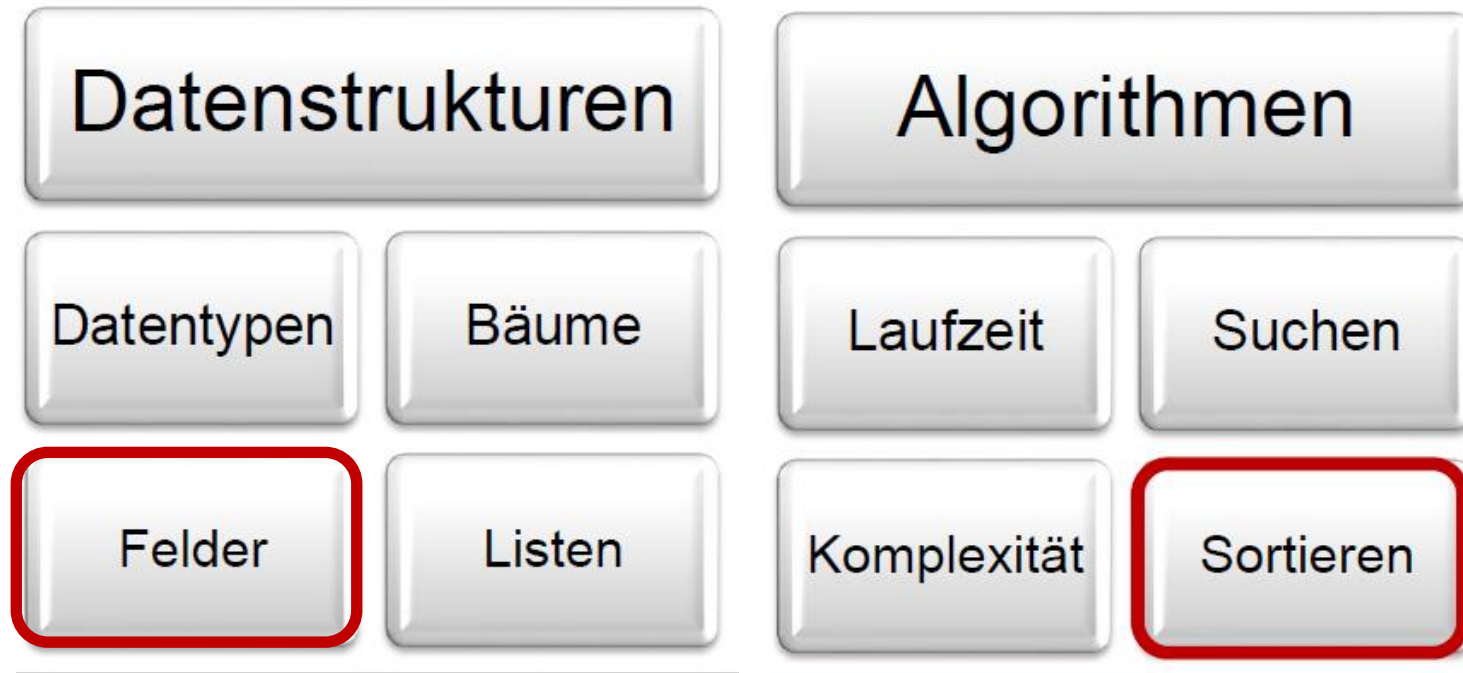 Datenstrukturen
Algorithmen
Datentypen
Bäume
Laufzeit
Suchen
Felder
Listen
Komplexität
Sortieren